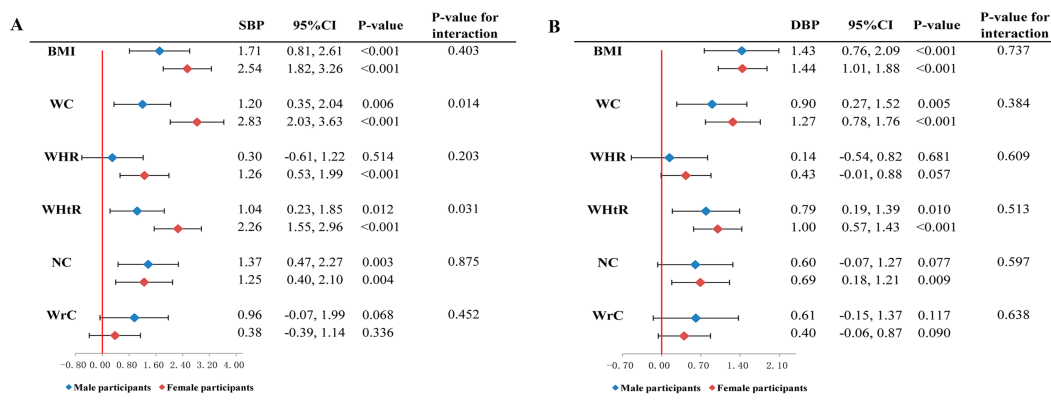 A SBP 95%CI P-value P-value for interaction
BMI 1.71 0.81, 2.61 <0.001 0.403
2.54 1.82, 3.26 <0.001
WC 1.20 0.35, 2.04 0.006 0.014
2.83 2.03, 3.63 <0.001
WHR 0.30 -0.61, 1.22 0.514 0.203
1.26 0.53, 1.99 <0.001
WHtR 1.04 0.23, 1.85 0.012 0.031
2.26 1.55, 2.96 <0.001
NC 1.37 0.47, 2.27 0.003 0.875
1.25 0.40, 2.10 0.004
WrC 0.96 -0.07, 1.99 0.068 0.452
0.38 -0.39, 1.14 0.336
-0.80 0.00 0.80 1.60 2.40 3.20 4.00
Male participants Female participants
B DBP 95%CI P-value P-value for interaction
BMI 1.43 0.76, 2.09 <0.001 0.737
1.44 1.01, 1.88 <0.001
WC 0.90 0.27, 1.52 0.005 0.384
1.27 0.78, 1.76 <0.001
WHR 0.14 -0.54, 0.82 0.681 0.609
0.43 -0.01, 0.88 0.057
WHtR 0.79 0.19, 1.39 0.010 0.513
1.00 0.57, 1.43 <0.001
NC 0.60 -0.07, 1.27 0.077 0.597
0.69 0.18, 1.21 0.009
WrC 0.61 -0.15, 1.37 0.117 0.638
0.40 -0.06, 0.87 0.090
-0.70 0.00 0.70 1.40 2.10
Male participants Female participants